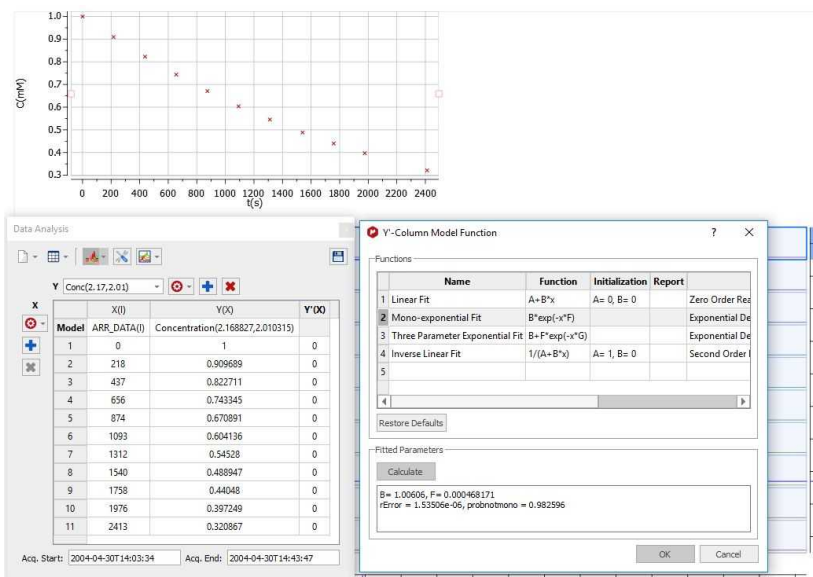 1.0
0.9
0.8
0.7
0.6
0.5
0.4
0.3
C(mM)
0 200 400 600 800 1000 1200 1400 1600 1800 2000 2200 2400
t(s)
Data Analysis
Y Conc(2.17,2.01)
X
X(I) Y(X) Y'(X)
Model ARR_DATA(I) Concentration(2.168827,2.010315)
1 0 1 0
2 218 0.909689 0
3 437 0.822711 0
4 656 0.743345 0
5 874 0.670891 0
6 1093 0.604136 0
7 1312 0.54528 0
8 1540 0.488947 0
9 1758 0.44048 0
10 1976 0.397249 0
11 2413 0.320867 0
Acq. Start: 2004-04-30T14:03:34 Acq. End: 2004-04-30T14:43:47
Y'-Column Model Function ?
Functions
Name Function Initialization Report
1 Linear Fit A+B*x A= 0, B= 0 Zero Order Rea
2 Mono-exponential Fit B*exp(-x*F) Exponential De
3 Three Parameter Exponential Fit B+F*exp(-x*G) Exponential De
4 Inverse Linear Fit 1/(A+B*x) A= 1, B= 0 Second Order
5
Restore Defaults
Fitted Parameters
Calculate
B= 1.00606, F= 0.000468171
rError = 1.53506e-06, probnotmono = 0.982596
OK Cancel